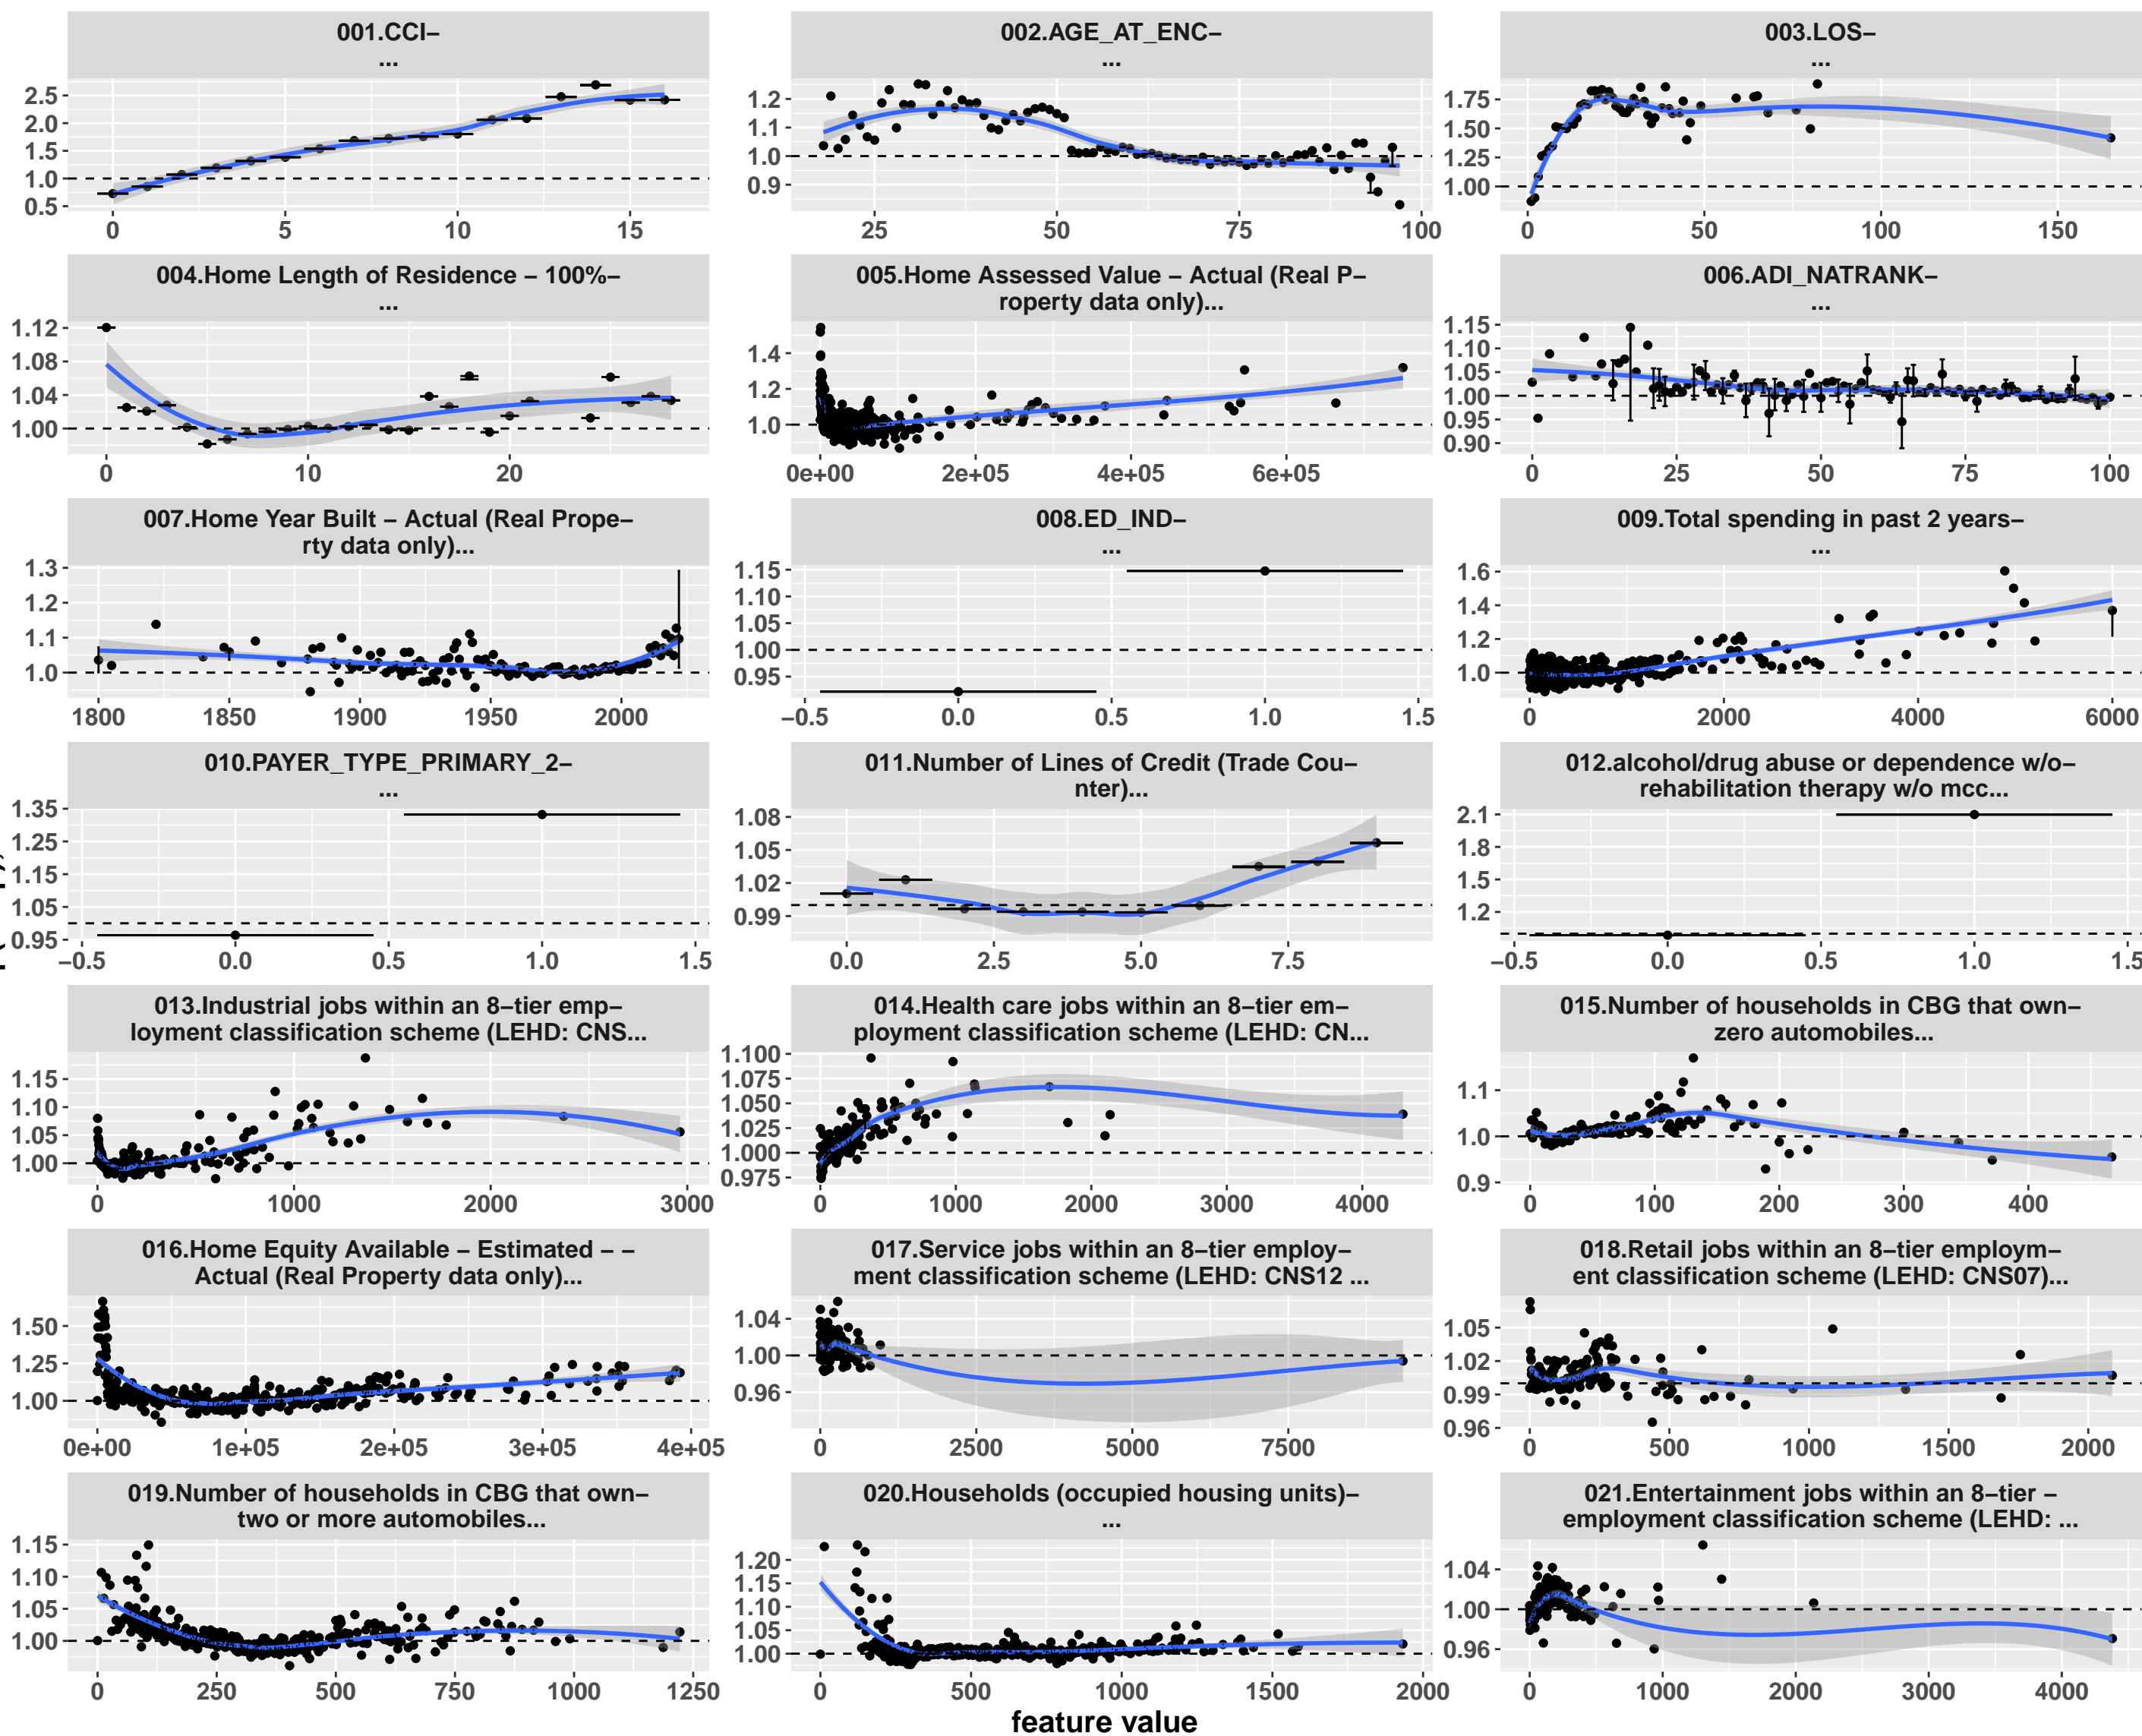 001.CCI–
...
002.AGE_AT_ENC–
...
003.LOS–
...
2.5
2.0
1.5
1.0
0.5
0 5 10 15
1.2
1.1
1.0
0.9
25 50 75 100
1.75
1.50
1.25
1.00
0 50 100 150
004.Home Length of Residence – 100%–
...
005.Home Assessed Value – Actual (Real P–
roperty data only)...
006.ADI_NATRANK–
...
1.12
1.08
1.04
1.00
0 10 20
1.4
1.2
1.0
0e+00 2e+05 4e+05 6e+05
1.15
1.10
1.05
1.00
0.95
0.90
0 25 50 75 100
007.Home Year Built – Actual (Real Prope–
rty data only)...
008.ED_IND–
...
009.Total spending in past 2 years–
...
1.3
1.2
1.1
1.0
1800 1850 1900 1950 2000
1.15
1.10
1.05
1.00
0.95
−0.5 0.0 0.5 1.0 1.5
1.6
1.4
1.2
1.0
0 2000 4000 6000
010.PAYER_TYPE_PRIMARY_2–
...
011.Number of Lines of Credit (Trade Cou–
nter)...
012.alcohol/drug abuse or dependence w/o–
rehabilitation therapy w/o mcc...
1.35
1.25
1.15
1.05
0.95
−0.5 0.0 0.5 1.0 1.5
1.08
1.05
1.02
0.99
0.0 2.5 5.0 7.5
2.1
1.8
1.5
1.2
−0.5 0.0 0.5 1.0 1.5
013.Industrial jobs within an 8–tier emp–
loyment classification scheme (LEHD: CNS...
014.Health care jobs within an 8–tier em–
ployment classification scheme (LEHD: CN...
015.Number of households in CBG that own–
zero automobiles...
1.15
1.10
1.05
1.00
0 1000 2000 3000
1.100
1.075
1.050
1.025
1.000
0.975
0 1000 2000 3000 4000
1.1
1.0
0.9
0 100 200 300 400
016.Home Equity Available – Estimated – –
Actual (Real Property data only)...
017.Service jobs within an 8–tier employ–
ment classification scheme (LEHD: CNS12 ...
018.Retail jobs within an 8–tier employm–
ent classification scheme (LEHD: CNS07)...
1.50
1.25
1.00
0e+00 1e+05 2e+05 3e+05 4e+05
1.04
1.00
0.96
0 2500 5000 7500
1.05
1.02
0.99
0.96
0 500 1000 1500 2000
019.Number of households in CBG that own–
two or more automobiles...
020.Households (occupied housing units)–
...
021.Entertainment jobs within an 8–tier –
employment classification scheme (LEHD: ...
1.15
1.10
1.05
1.00
0 250 500 750 1000 1250
1.20
1.15
1.10
1.05
1.00
0 500 1000 1500 2000
1.04
1.00
0.96
0 1000 2000 3000 4000
feature value